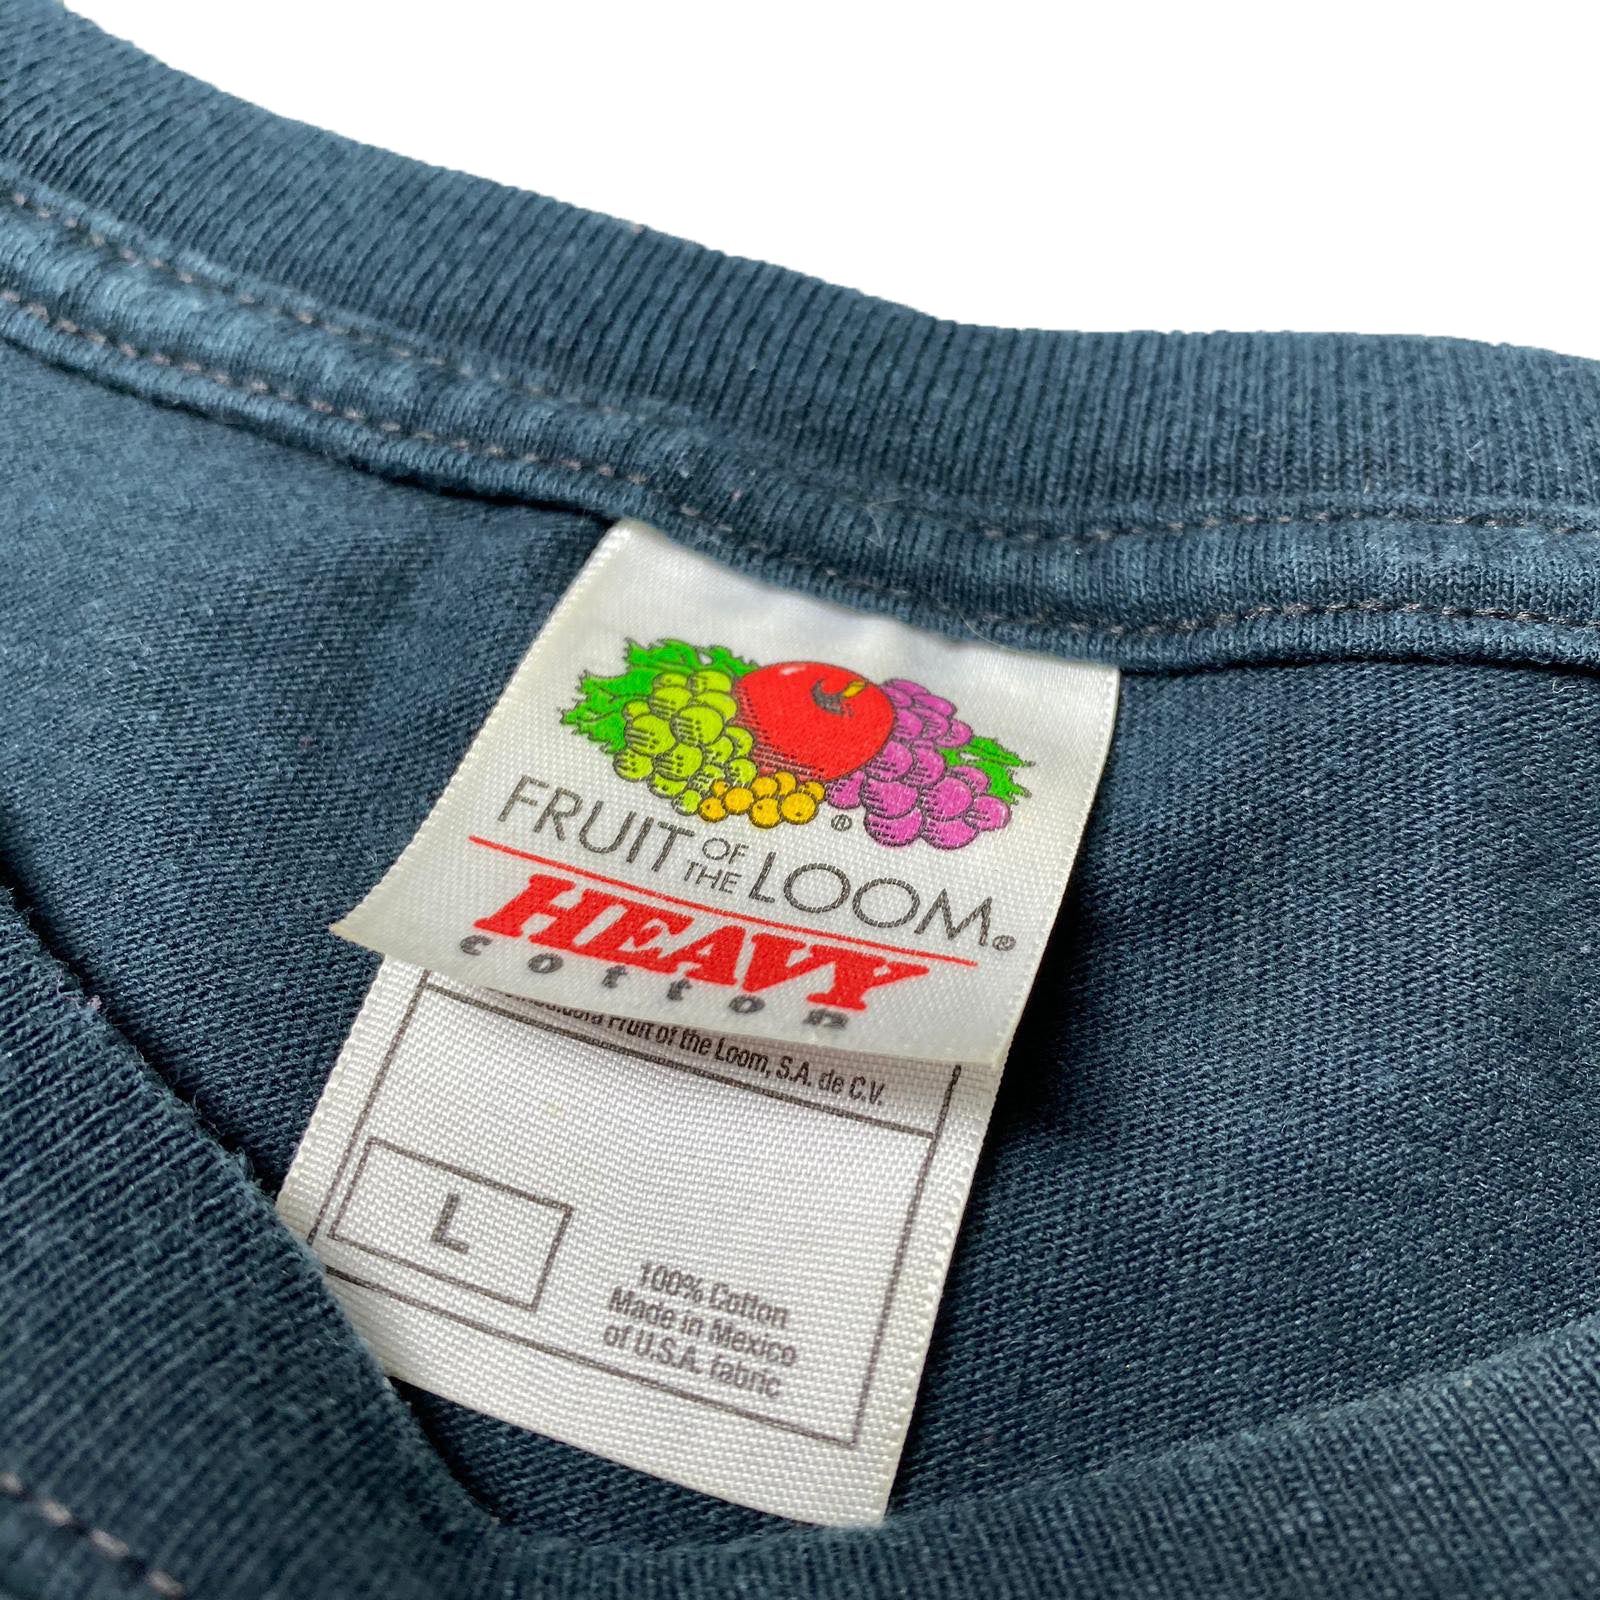 ®
FRUIT OF THE LOOM®
HEAVY
cotton
Fruit of the Loom, S.A. de C.V.
L
100% Cotton
Made in Mexico
of U.S.A. fabric